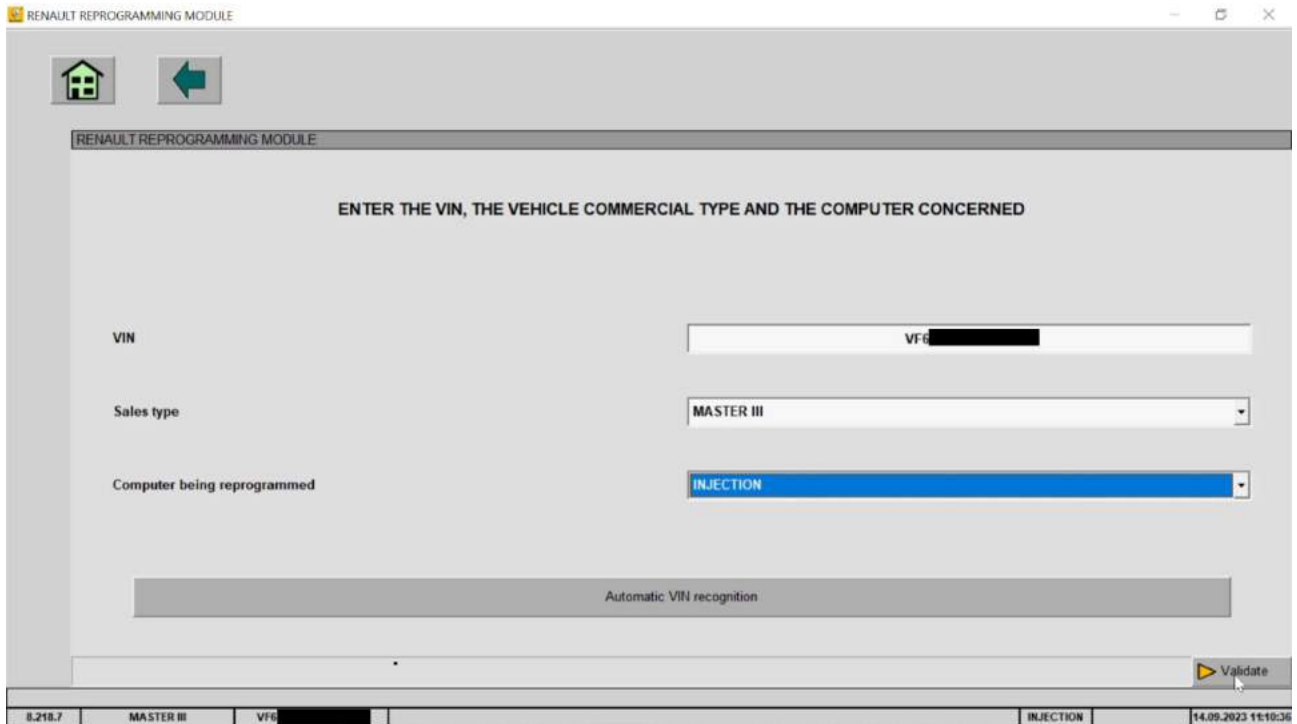 RENAULT REPROGRAMMING MODULE
RENAULT REPROGRAMMING MODULE
ENTER THE VIN, THE VEHICLE COMMERCIAL TYPE AND THE COMPUTER CONCERNED
VIN VF6
Sales type MASTER III
Computer being reprogrammed INJECTION
Automatic VIN recognition
Validate
8.218.7 MASTER III VF6 INJECTION 14.09.2023 11:10:36